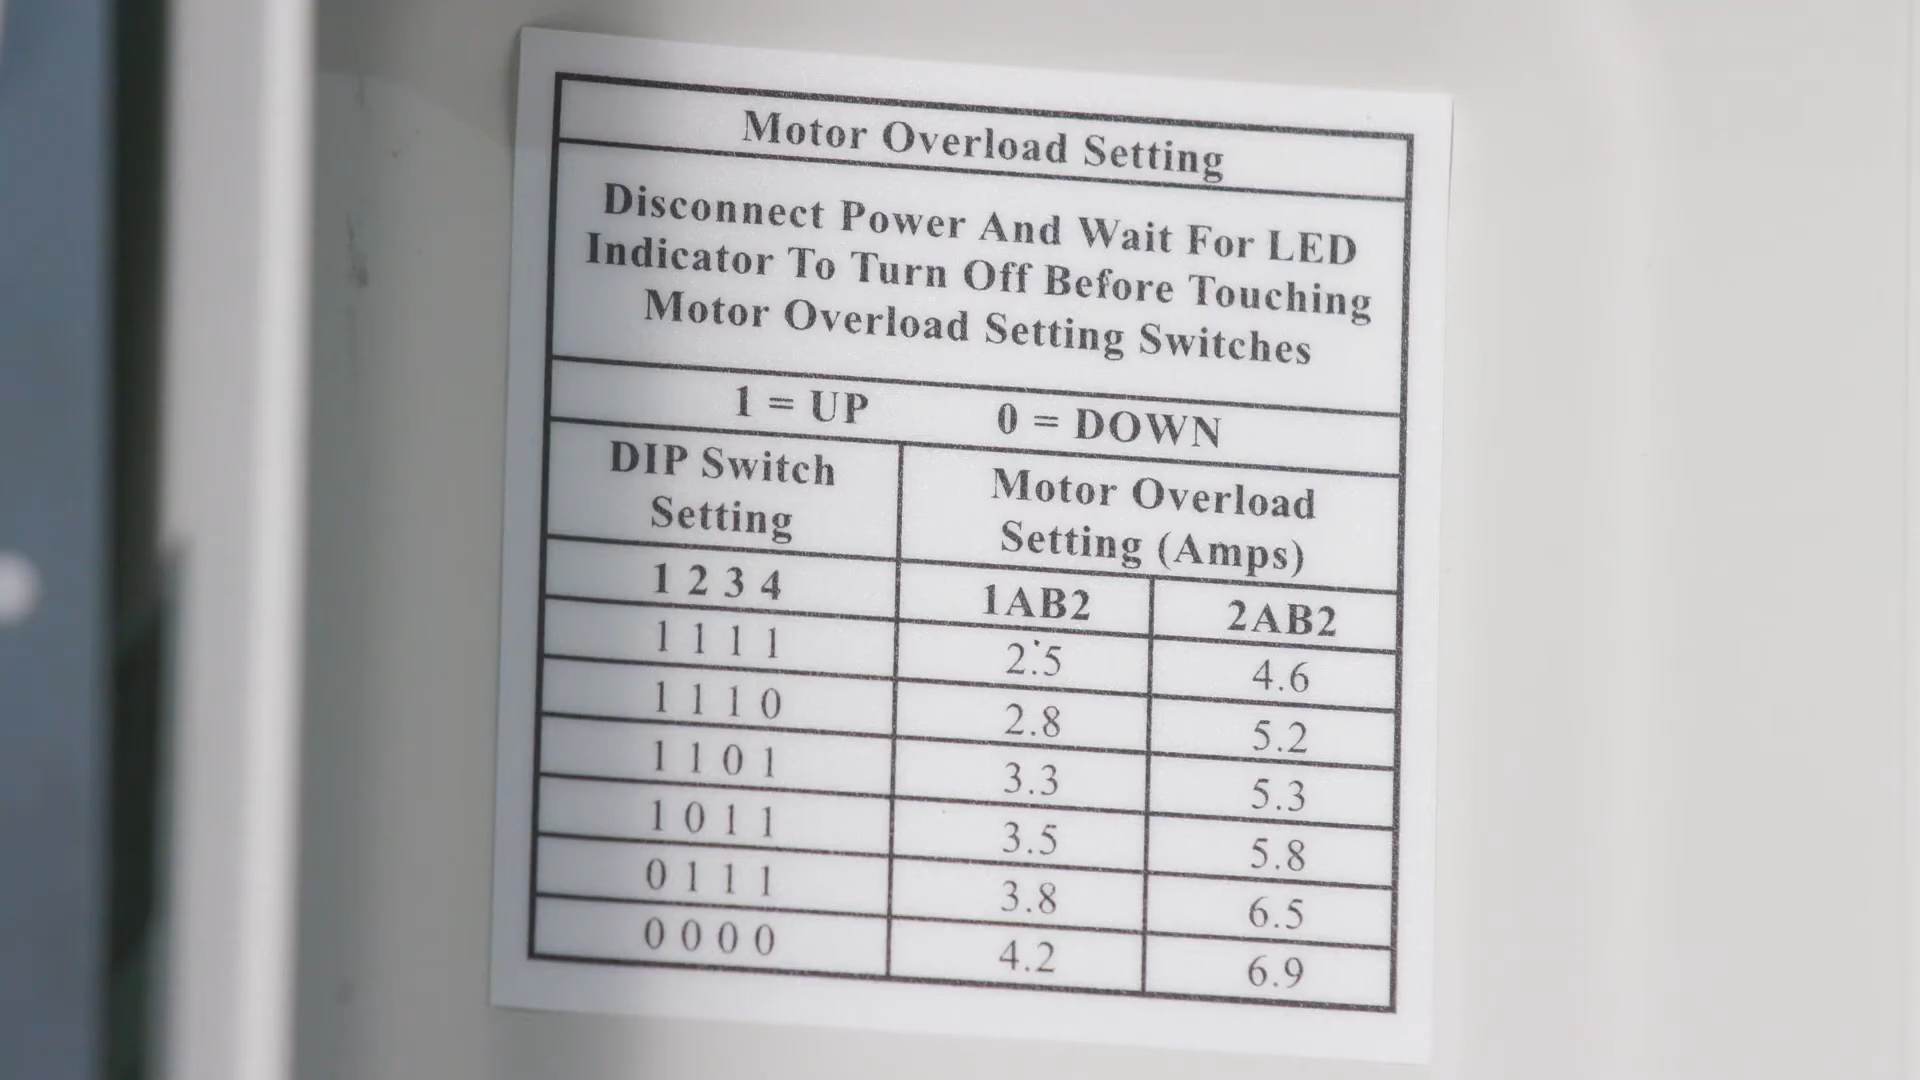 Motor Overload Setting
Disconnect Power And Wait For LED
Indicator To Turn Off Before Touching
Motor Overload Setting Switches
1 = UP 0 = DOWN
DIP Switch
Setting
Motor Overload
Setting (Amps)
1 2 3 4 1AB2 2AB2
1 1 1 1 2.5 4.6
1 1 1 0 2.8 5.2
1 1 0 1 3.3 5.3
1 0 1 1 3.5 5.8
0 1 1 1 3.8 6.5
0 0 0 0 4.2 6.9